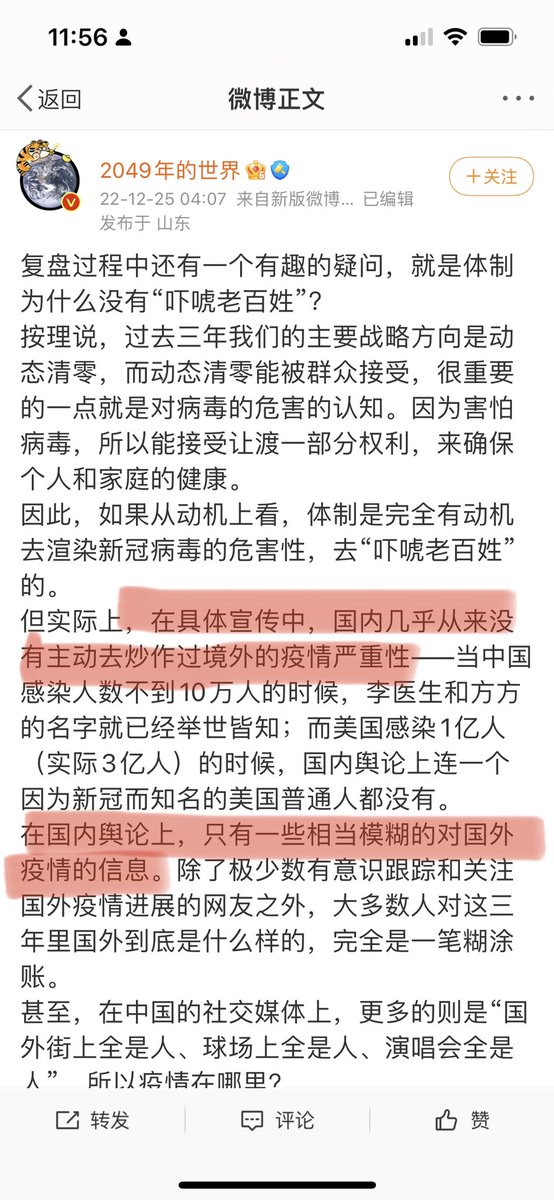 11:56
返回
微博正文
2049年的世界
+关注
22-12-25 04:07 来自新版微博... 已编辑
发布于 山东
复盘过程中还有一个有趣的疑问，就是体制
为什么没有“吓唬老百姓”？
按理说，过去三年我们的主要战略方向是动
态清零，而动态清零能被群众接受，很重要
的一点就是对病毒的危害的认知。因为害怕
病毒，所以能接受让渡一部分权利，来确保
个人和家庭的健康。
因此，如果从动机上看，体制是完全有动机
去渲染新冠病毒的危害性，去“吓唬老百姓”
的。
但实际上，在具体宣传中，国内几乎从来没
有主动去炒作过境外的疫情严重性——当中国
感染人数不到10万人的时候，李医生和方方
的名字就已经举世皆知；而美国感染1亿人
（实际3亿人）的时候，国内舆论上连一个
因为新冠而知名的美国普通人都没有。
在国内舆论上，只有一些相当模糊的对国外
疫情的信息。除了极少数有意识跟踪和关注
国外疫情进展的网友之外，大多数人对这三
年里国外到底是什么样的，完全是一笔糊涂
账。
甚至，在中国的社交媒体上，更多的则是“国
外街上全是人、球场上全是人、演唱会全是
人”，所以疫情在哪里？
转发
评论
赞